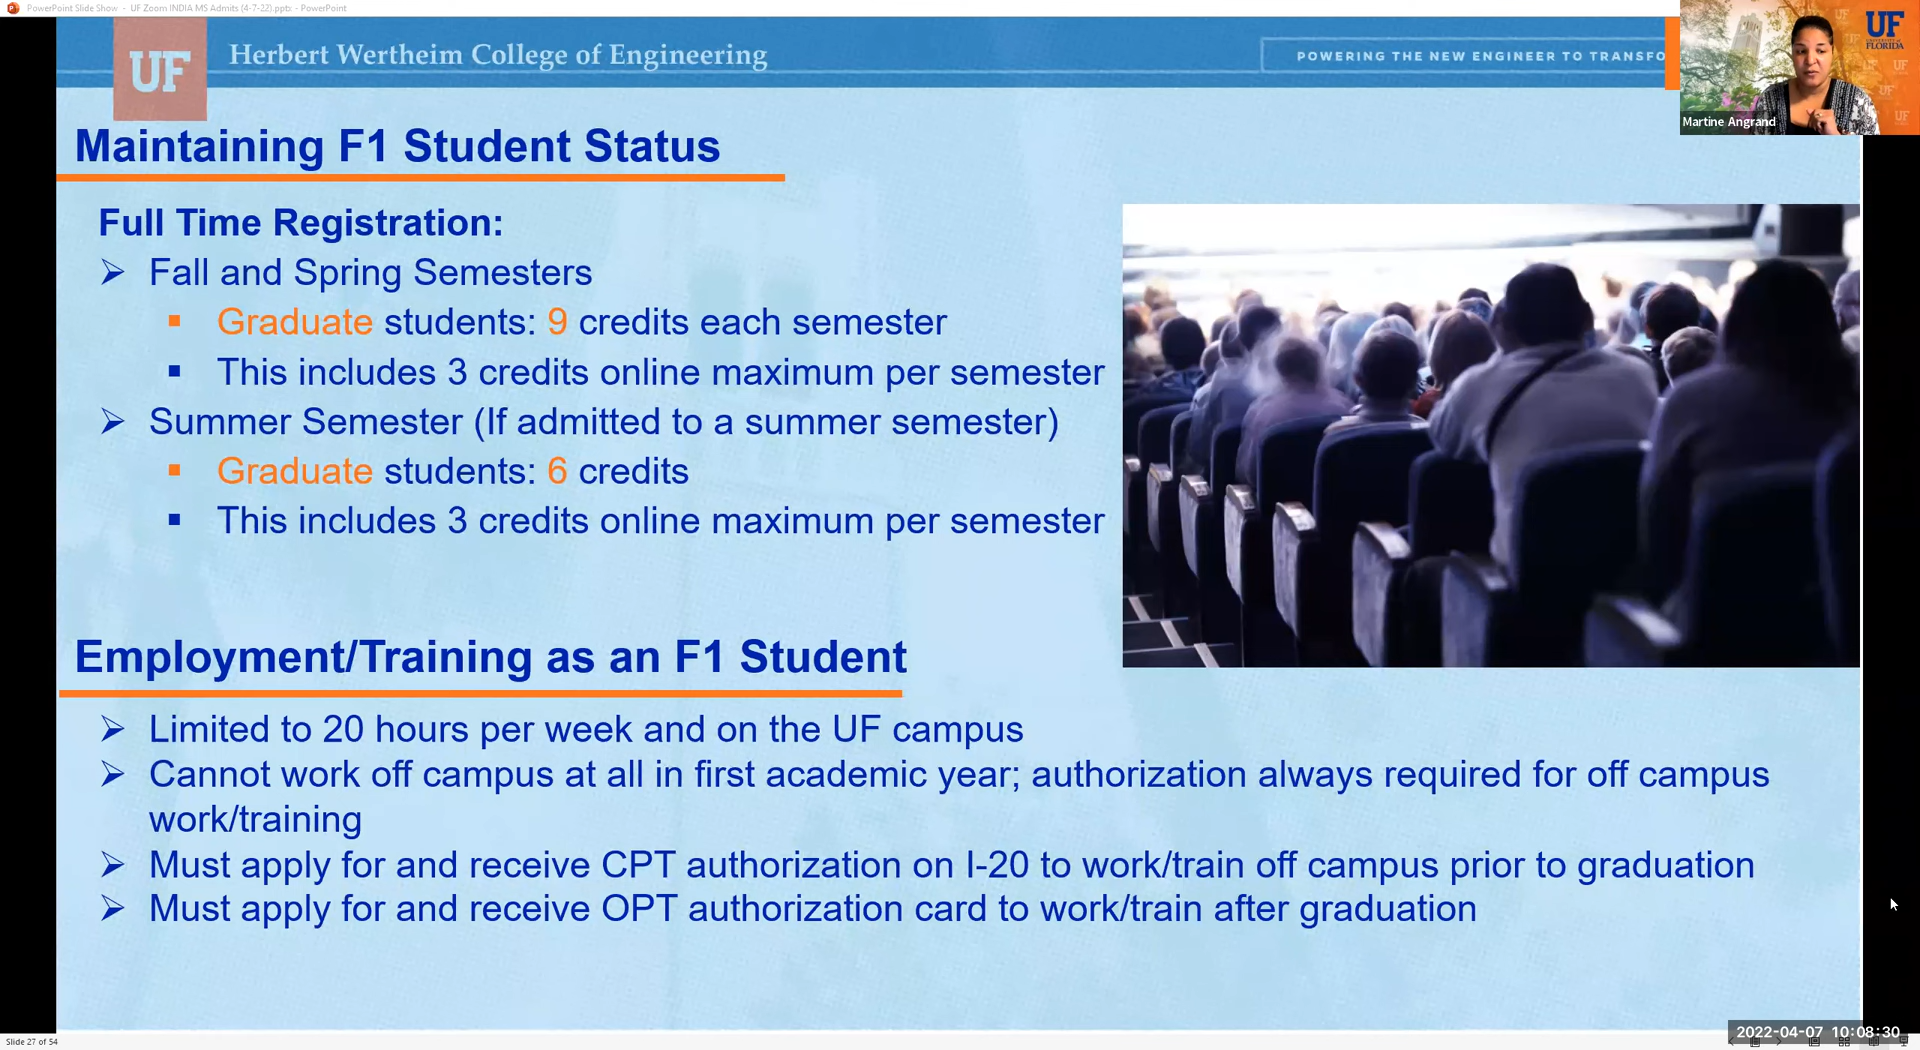 PowerPoint Slide Show - UF Zoom INDIA MS Admits (4-7-22).pptx - PowerPoint
UF
Herbert Wertheim College of Engineering
POWERING THE NEW ENGINEER TO TRANSFO
UF
UNIVERSITY of
FLORIDA
Martine Angrand
Maintaining F1 Student Status
Full Time Registration:
➢ Fall and Spring Semesters
▪ Graduate students: 9 credits each semester
▪ This includes 3 credits online maximum per semester
➢ Summer Semester (If admitted to a summer semester)
▪ Graduate students: 6 credits
▪ This includes 3 credits online maximum per semester
Employment/Training as an F1 Student
➢ Limited to 20 hours per week and on the UF campus
➢ Cannot work off campus at all in first academic year; authorization always required for off campus
work/training
➢ Must apply for and receive CPT authorization on I-20 to work/train off campus prior to graduation
➢ Must apply for and receive OPT authorization card to work/train after graduation
2022-04-07 10:08:30
Slide 27 of 54